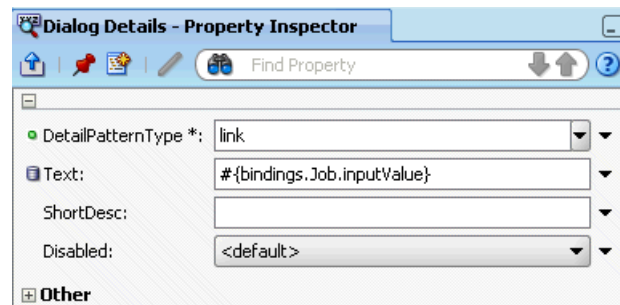 Dialog Details - Property Inspector
Find Property
DetailPatternType *: link
Text: #{bindings.Job.inputValue}
ShortDesc:
Disabled: <default>
Other